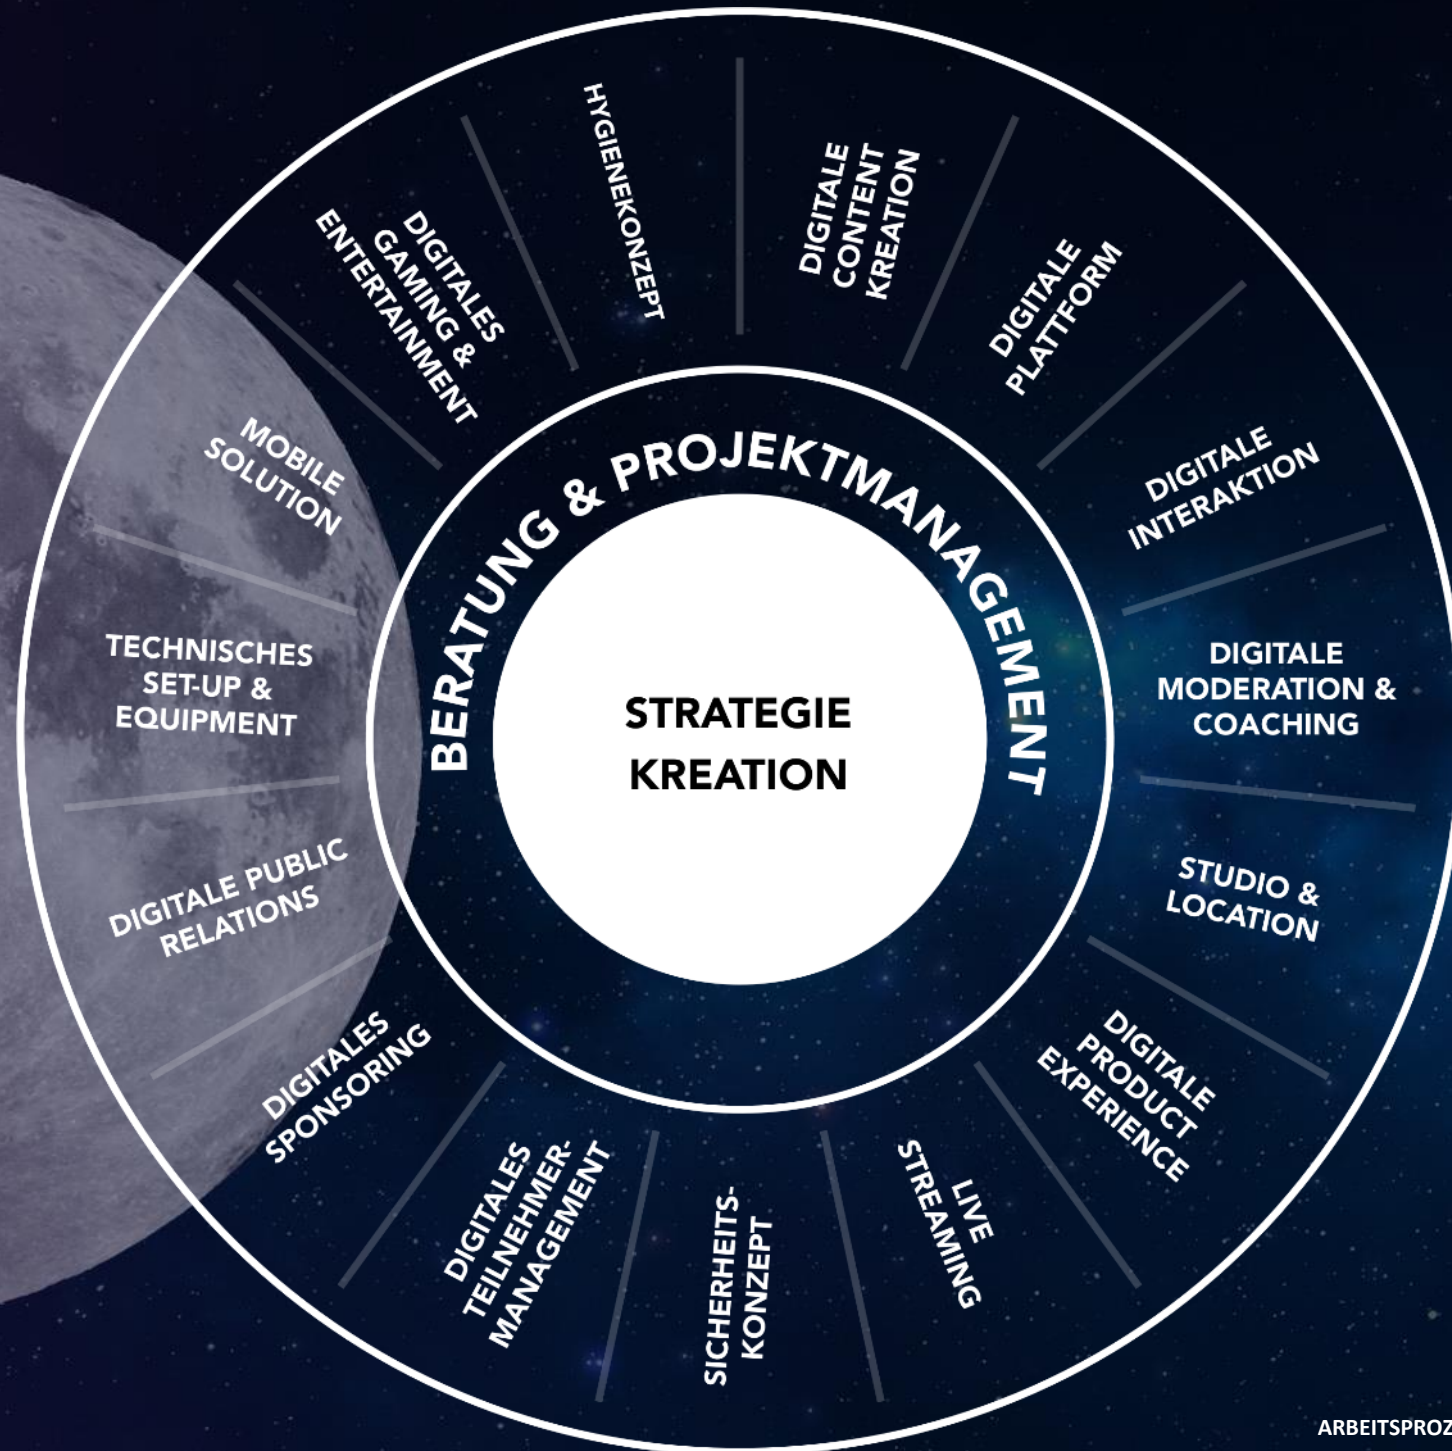 HYGIENEKONZEPT
DIGITALE
CONTENT
KREATION
DIGITALE
PLATTFORM
DIGITALE
INTERAKTION
DIGITALE
MODERATION &
COACHING
STUDIO &
LOCATION
DIGITALE
PRODUCT
EXPERIENCE
LIVE
STREAMING
SICHERHEITS-
KONZEPT
DIGITALES
TEILNEHMER-
MANAGEMENT
DIGITALES
SPONSORING
DIGITALE PUBLIC
RELATIONS
TECHNISCHES
SET-UP &
EQUIPMENT
MOBILE
SOLUTION
DIGITALES
GAMING &
ENTERTAINMENT
BERATUNG & PROJEKTMANAGEMENT
STRATEGIE
KREATION
ARBEITSPROZ